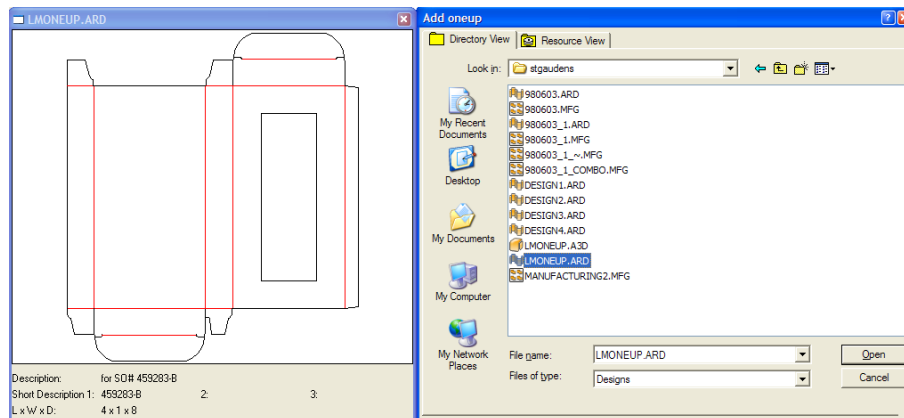 LMONEUP.ARD
Description: for SO# 459283-B
Short Description 1: 459283-B 2: 3:
L x W x D: 4 x 1 x 8
Add oneup
Directory View Resource View
Look in: stgaudens
My Recent Documents
Desktop
My Documents
My Computer
My Network Places
980603.ARD
980603.MFG
980603_1.ARD
980603_1.MFG
980603_1_~.MFG
980603_1_COMBO.MFG
DESIGN1.ARD
DESIGN2.ARD
DESIGN3.ARD
DESIGN4.ARD
LMONEUP.A3D
LMONEUP.ARD
MANUFACTURING2.MFG
File name: LMONEUP.ARD Open
Files of type: Designs Cancel